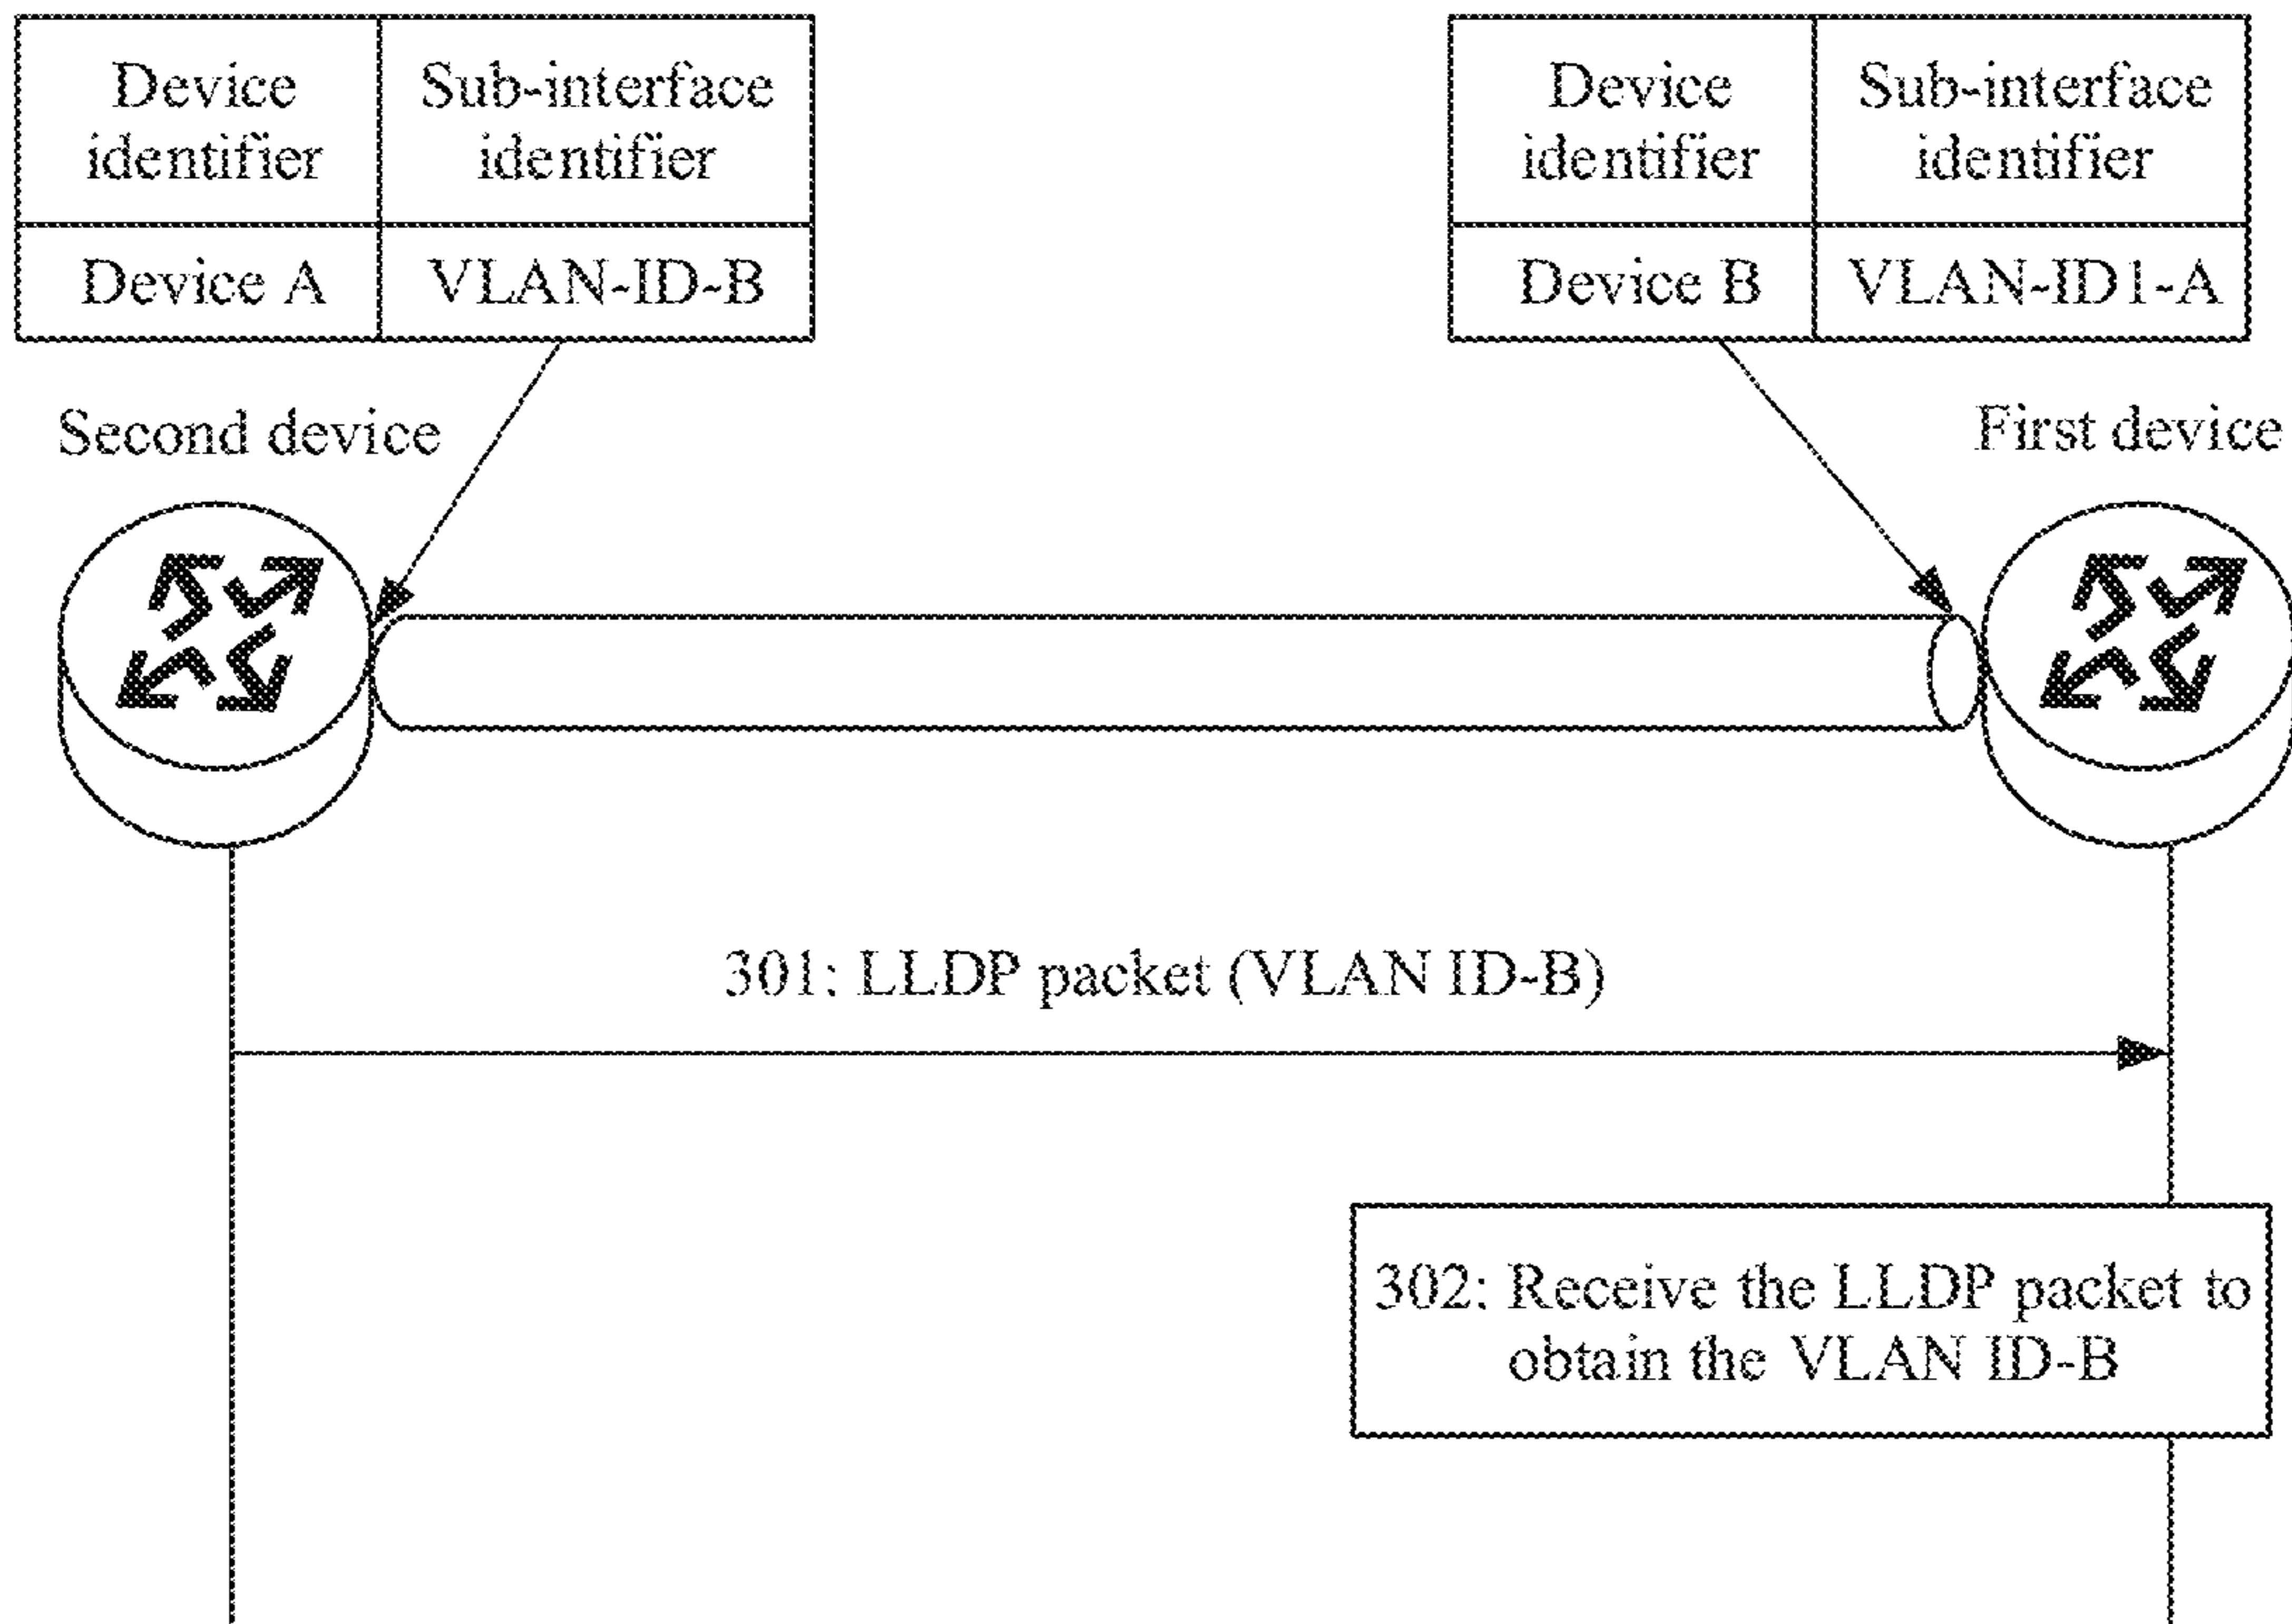 Device identifier
Sub-interface identifier
Device A
VLAN-ID-B
Device identifier
Sub-interface identifier
Device B
VLAN-ID1-A
Second device
First device
301: LLDP packet (VLAN ID-B)
302: Receive the LLDP packet to
obtain the VLAN ID-B